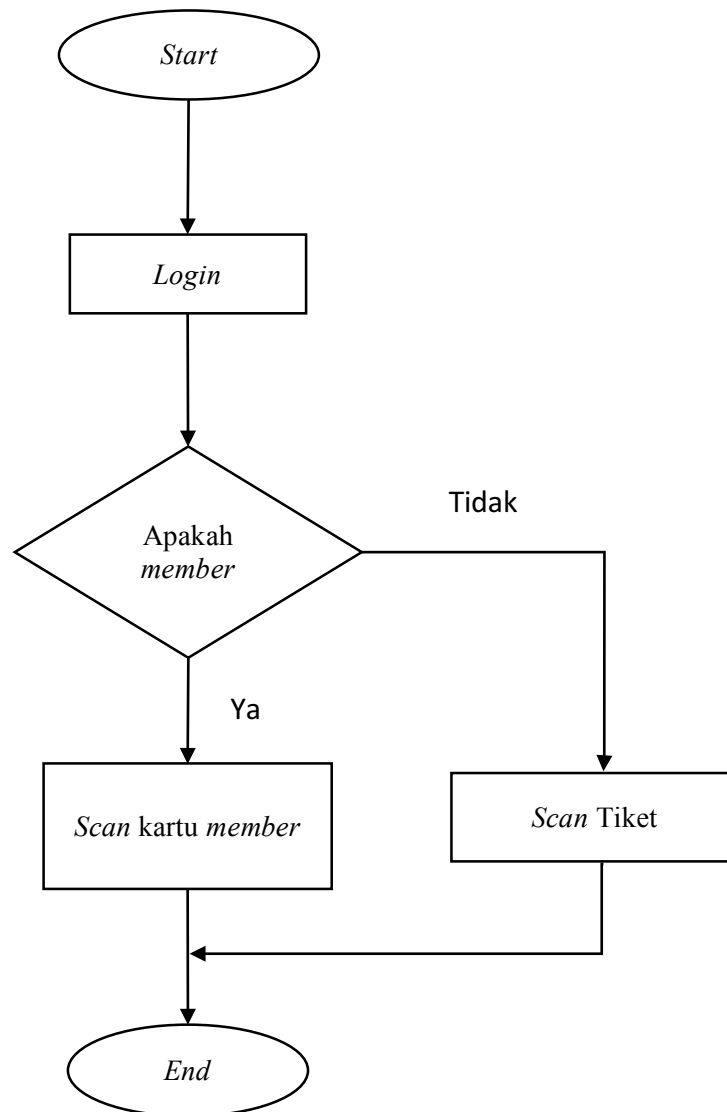 Start
Login
Apakah
member
Tidak
Ya
Scan kartu member
Scan Tiket
End